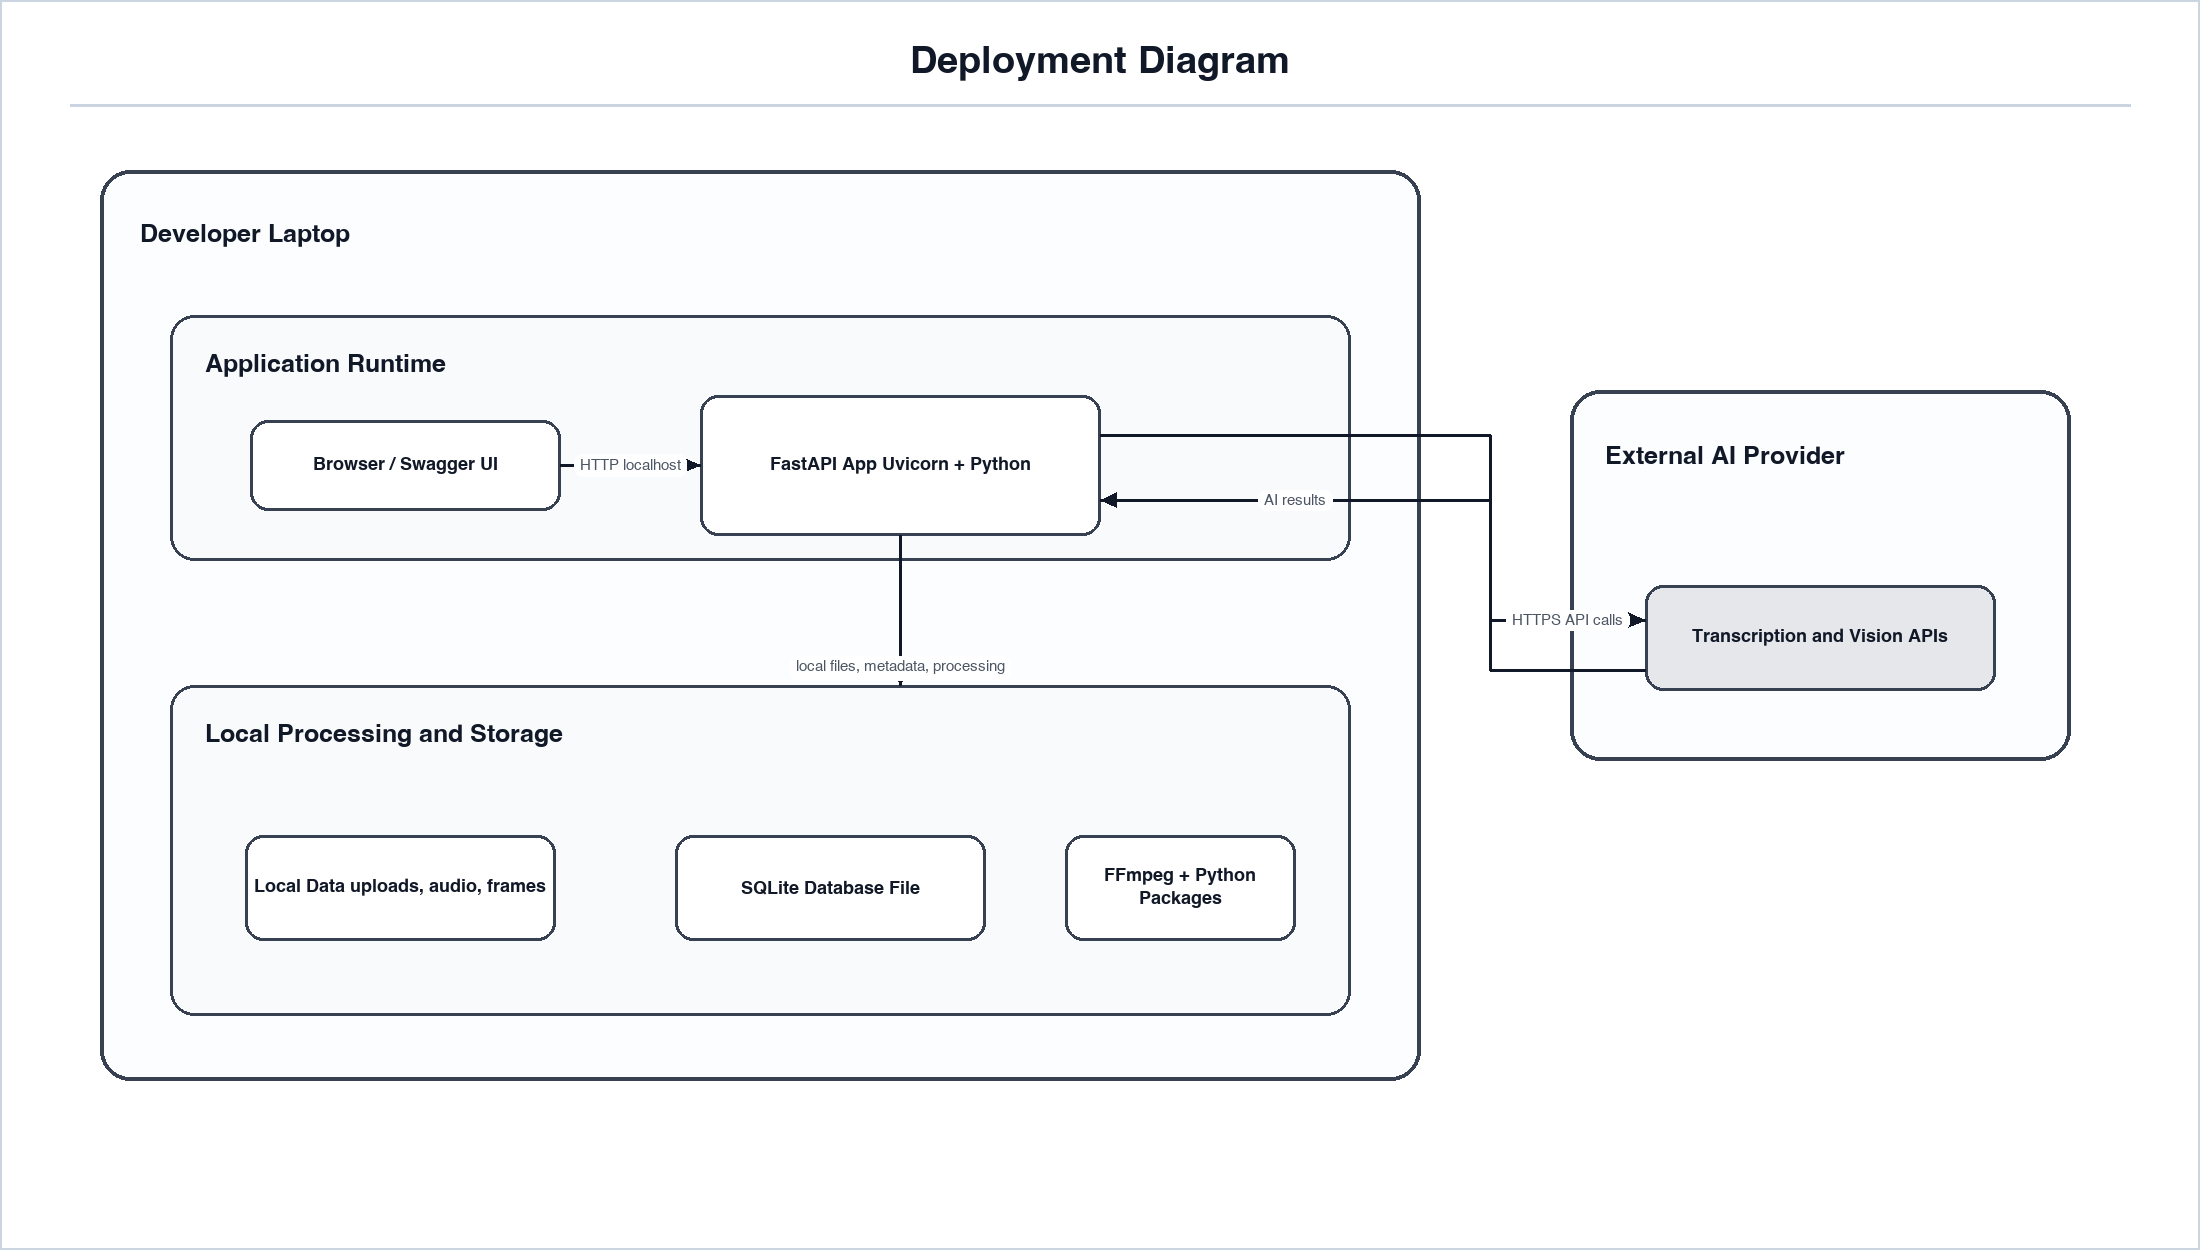 Deployment Diagram
Developer Laptop
Application Runtime
Browser / Swagger UI
HTTP localhost
FastAPI App Uvicorn + Python
AI results
External AI Provider
HTTPS API calls
Transcription and Vision APIs
local files, metadata, processing
Local Processing and Storage
Local Data uploads, audio, frames
SQLite Database File
FFmpeg + Python
Packages